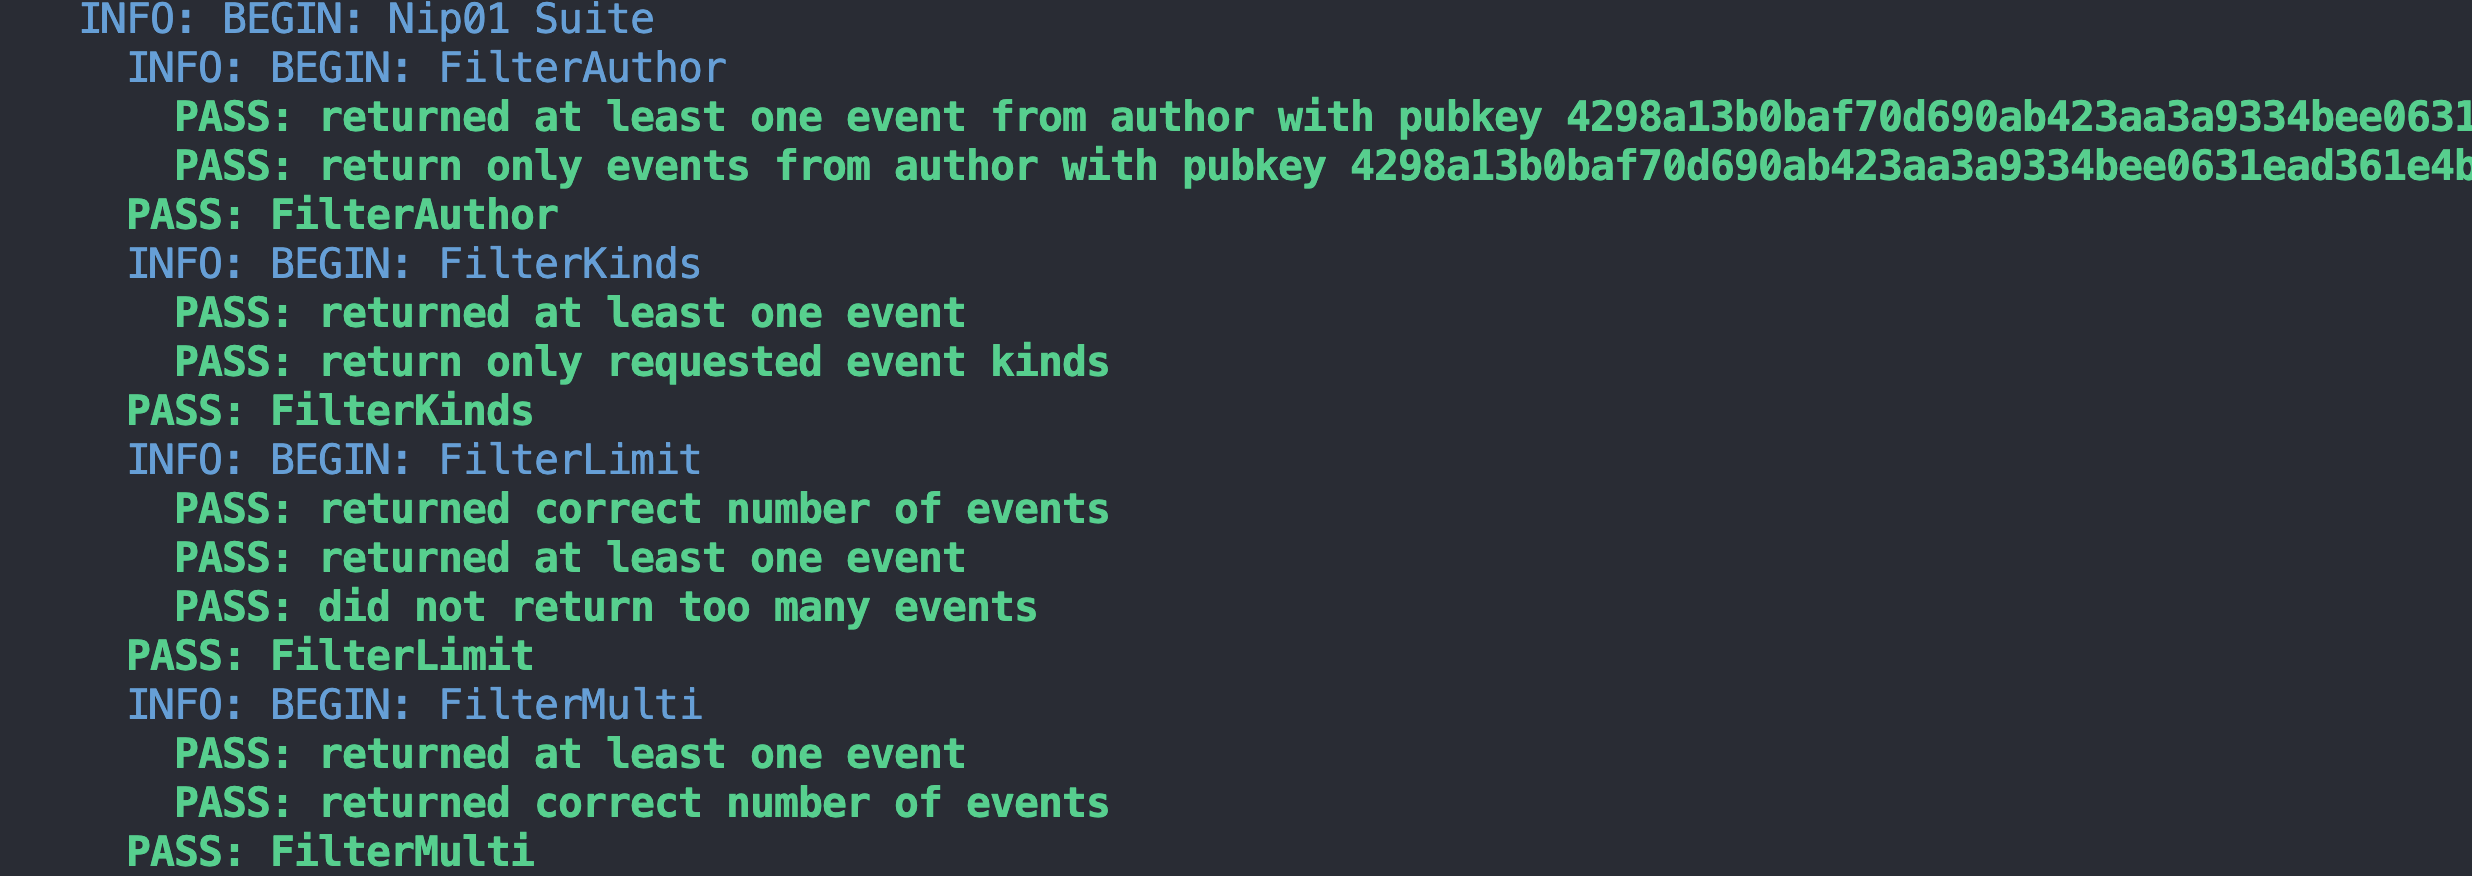 INFO: BEGIN: Nip01 Suite
INFO: BEGIN: FilterAuthor
PASS: returned at least one event from author with pubkey 4298a13b0baf70d690ab423aa3a9334bee0631
PASS: return only events from author with pubkey 4298a13b0baf70d690ab423aa3a9334bee0631ead361e4b
PASS: FilterAuthor
INFO: BEGIN: FilterKinds
PASS: returned at least one event
PASS: return only requested event kinds
PASS: FilterKinds
INFO: BEGIN: FilterLimit
PASS: returned correct number of events
PASS: returned at least one event
PASS: did not return too many events
PASS: FilterLimit
INFO: BEGIN: FilterMulti
PASS: returned at least one event
PASS: returned correct number of events
PASS: FilterMulti